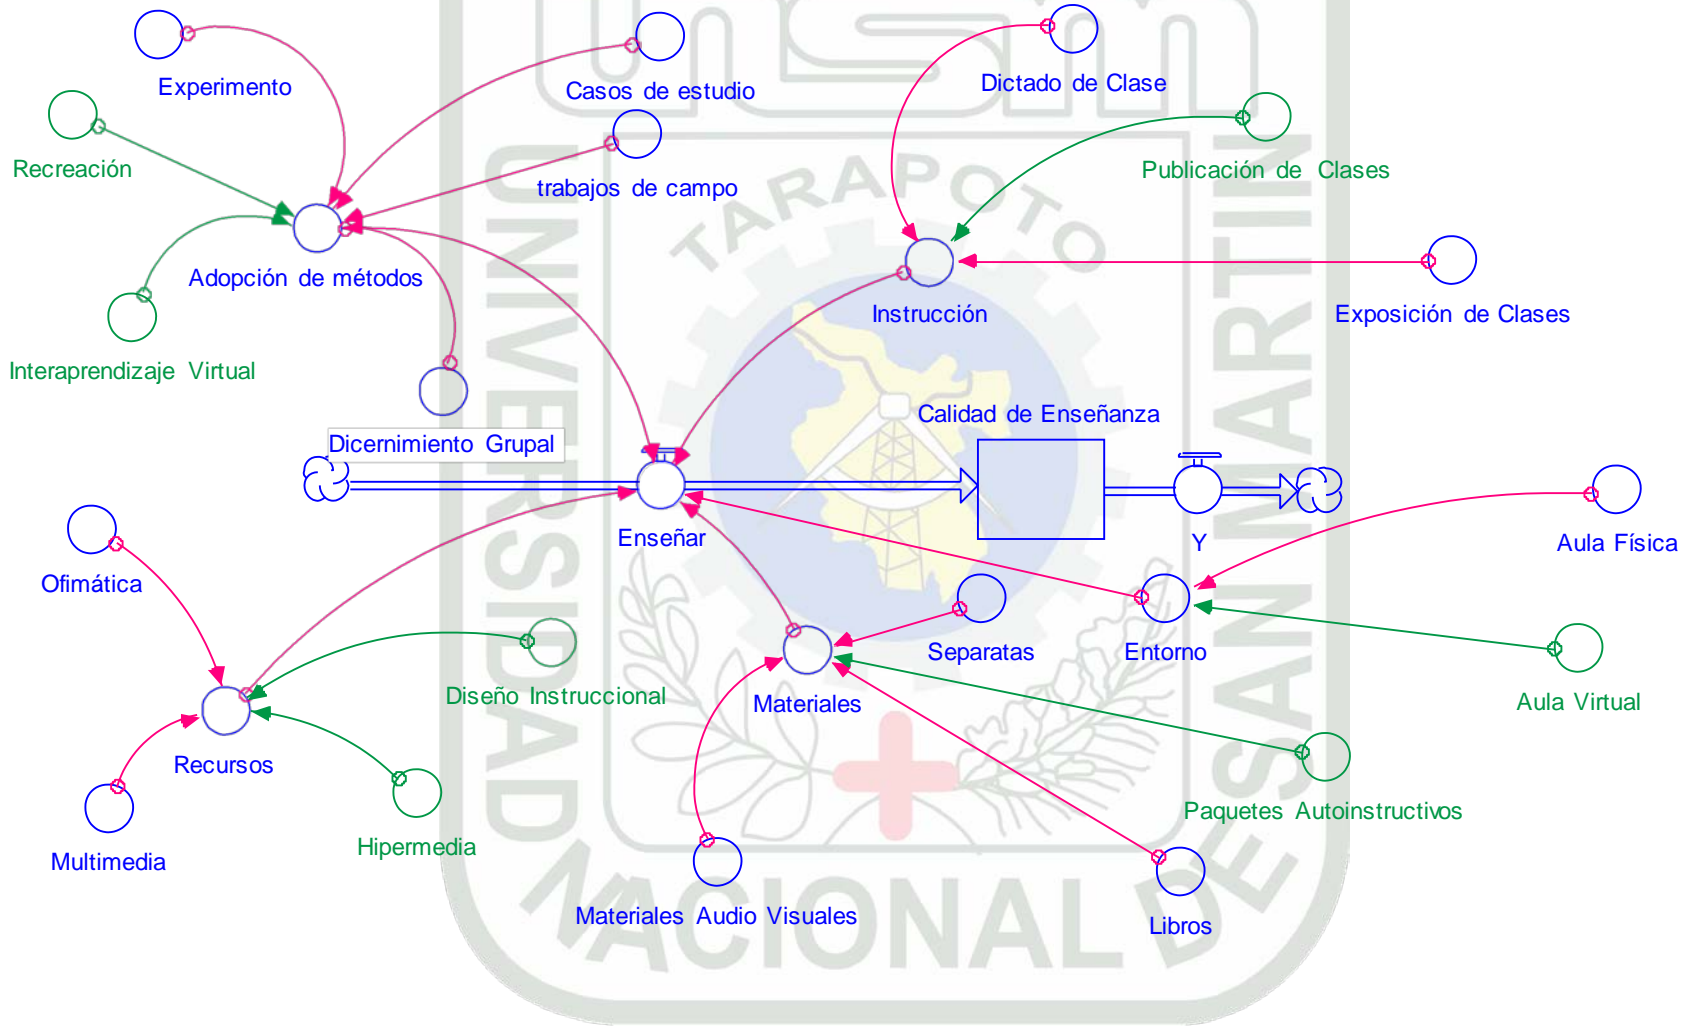 Experimento
Casos de estudio
Dictado de Clase
Recreación
trabajos de campo
Publicación de Clases
TARAPOTO
Adopción de métodos
Instrucción
Exposición de Clases
Interaprendizaje Virtual
Calidad de Enseñanza
Dicernimiento Grupal
Enseñar
Y
Aula Física
Ofimática
Separatas
Entorno
Diseño Instruccional
Materiales
Aula Virtual
Recursos
Paquetes Autoinstructivos
Multimedia
Hipermedia
Materiales Audio Visuales
Libros
UNIVERSIDAD NACIONAL DE SAN MARTIN